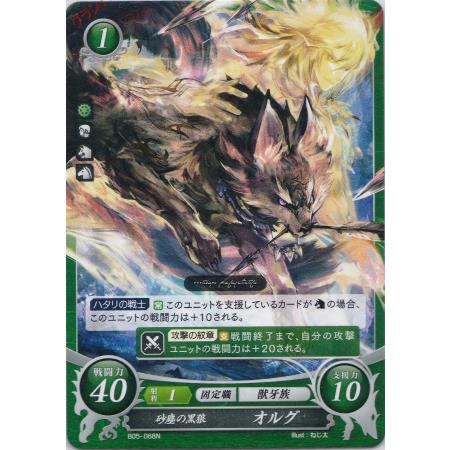 1
ハタリの戦士 常 このユニットを支援しているカードが の場合、
このユニットの戦闘力は+10される。
攻撃の紋章 支 戦闘終了まで、自分の攻撃
ユニットの戦闘力は+20される。
戦闘力
40
射程 1
固定職
獣牙族
支援力
10
砂塵の黒狼 オルグ
B05-068N
Illust:ねじ太